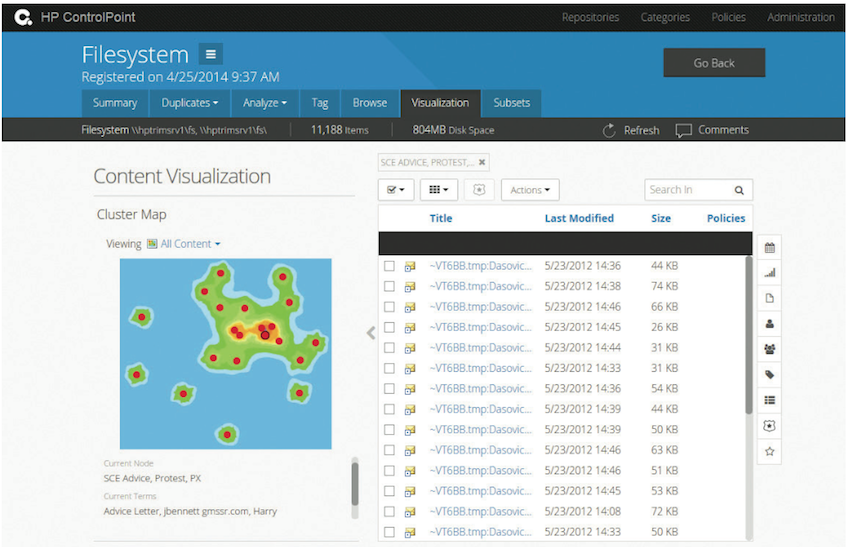 HP ControlPoint
Repositories Categories Policies Administration
Filesystem
Registered on 4/25/2014 9:37 AM
Go Back
Summary Duplicates Analyze Tag Browse Visualization Subsets
Filesystem \\hptrimsrv1\fs, \\hptrimsrv1\fs\ 11,188 Items 804MB Disk Space Refresh Comments
Content Visualization
Cluster Map
Viewing All Content
Current Node
SCE Advice, Protest, PX
Current Terms
Advice Letter, jbennett gmssr.com, Harry
SCE ADVICE, PROTEST,...
Actions Search In
Title Last Modified Size Policies
~VT6BB.tmp:Dasovic... 5/23/2012 14:36 44 KB
~VT6BB.tmp:Dasovic... 5/23/2012 14:38 74 KB
~VT6BB.tmp:Dasovic... 5/23/2012 14:46 66 KB
~VT6BB.tmp:Dasovic... 5/23/2012 14:45 26 KB
~VT6BB.tmp:Dasovic... 5/23/2012 14:44 31 KB
~VT6BB.tmp:Dasovic... 5/23/2012 14:33 31 KB
~VT6BB.tmp:Dasovic... 5/23/2012 14:36 54 KB
~VT6BB.tmp:Dasovic... 5/23/2012 14:39 44 KB
~VT6BB.tmp:Dasovic... 5/23/2012 14:39 50 KB
~VT6BB.tmp:Dasovic... 5/23/2012 14:46 63 KB
~VT6BB.tmp:Dasovic... 5/23/2012 14:46 51 KB
~VT6BB.tmp:Dasovic... 5/23/2012 14:45 53 KB
~VT6BB.tmp:Dasovic... 5/23/2012 14:08 72 KB
~VT6BB.tmp:Dasovic... 5/23/2012 14:33 50 KB